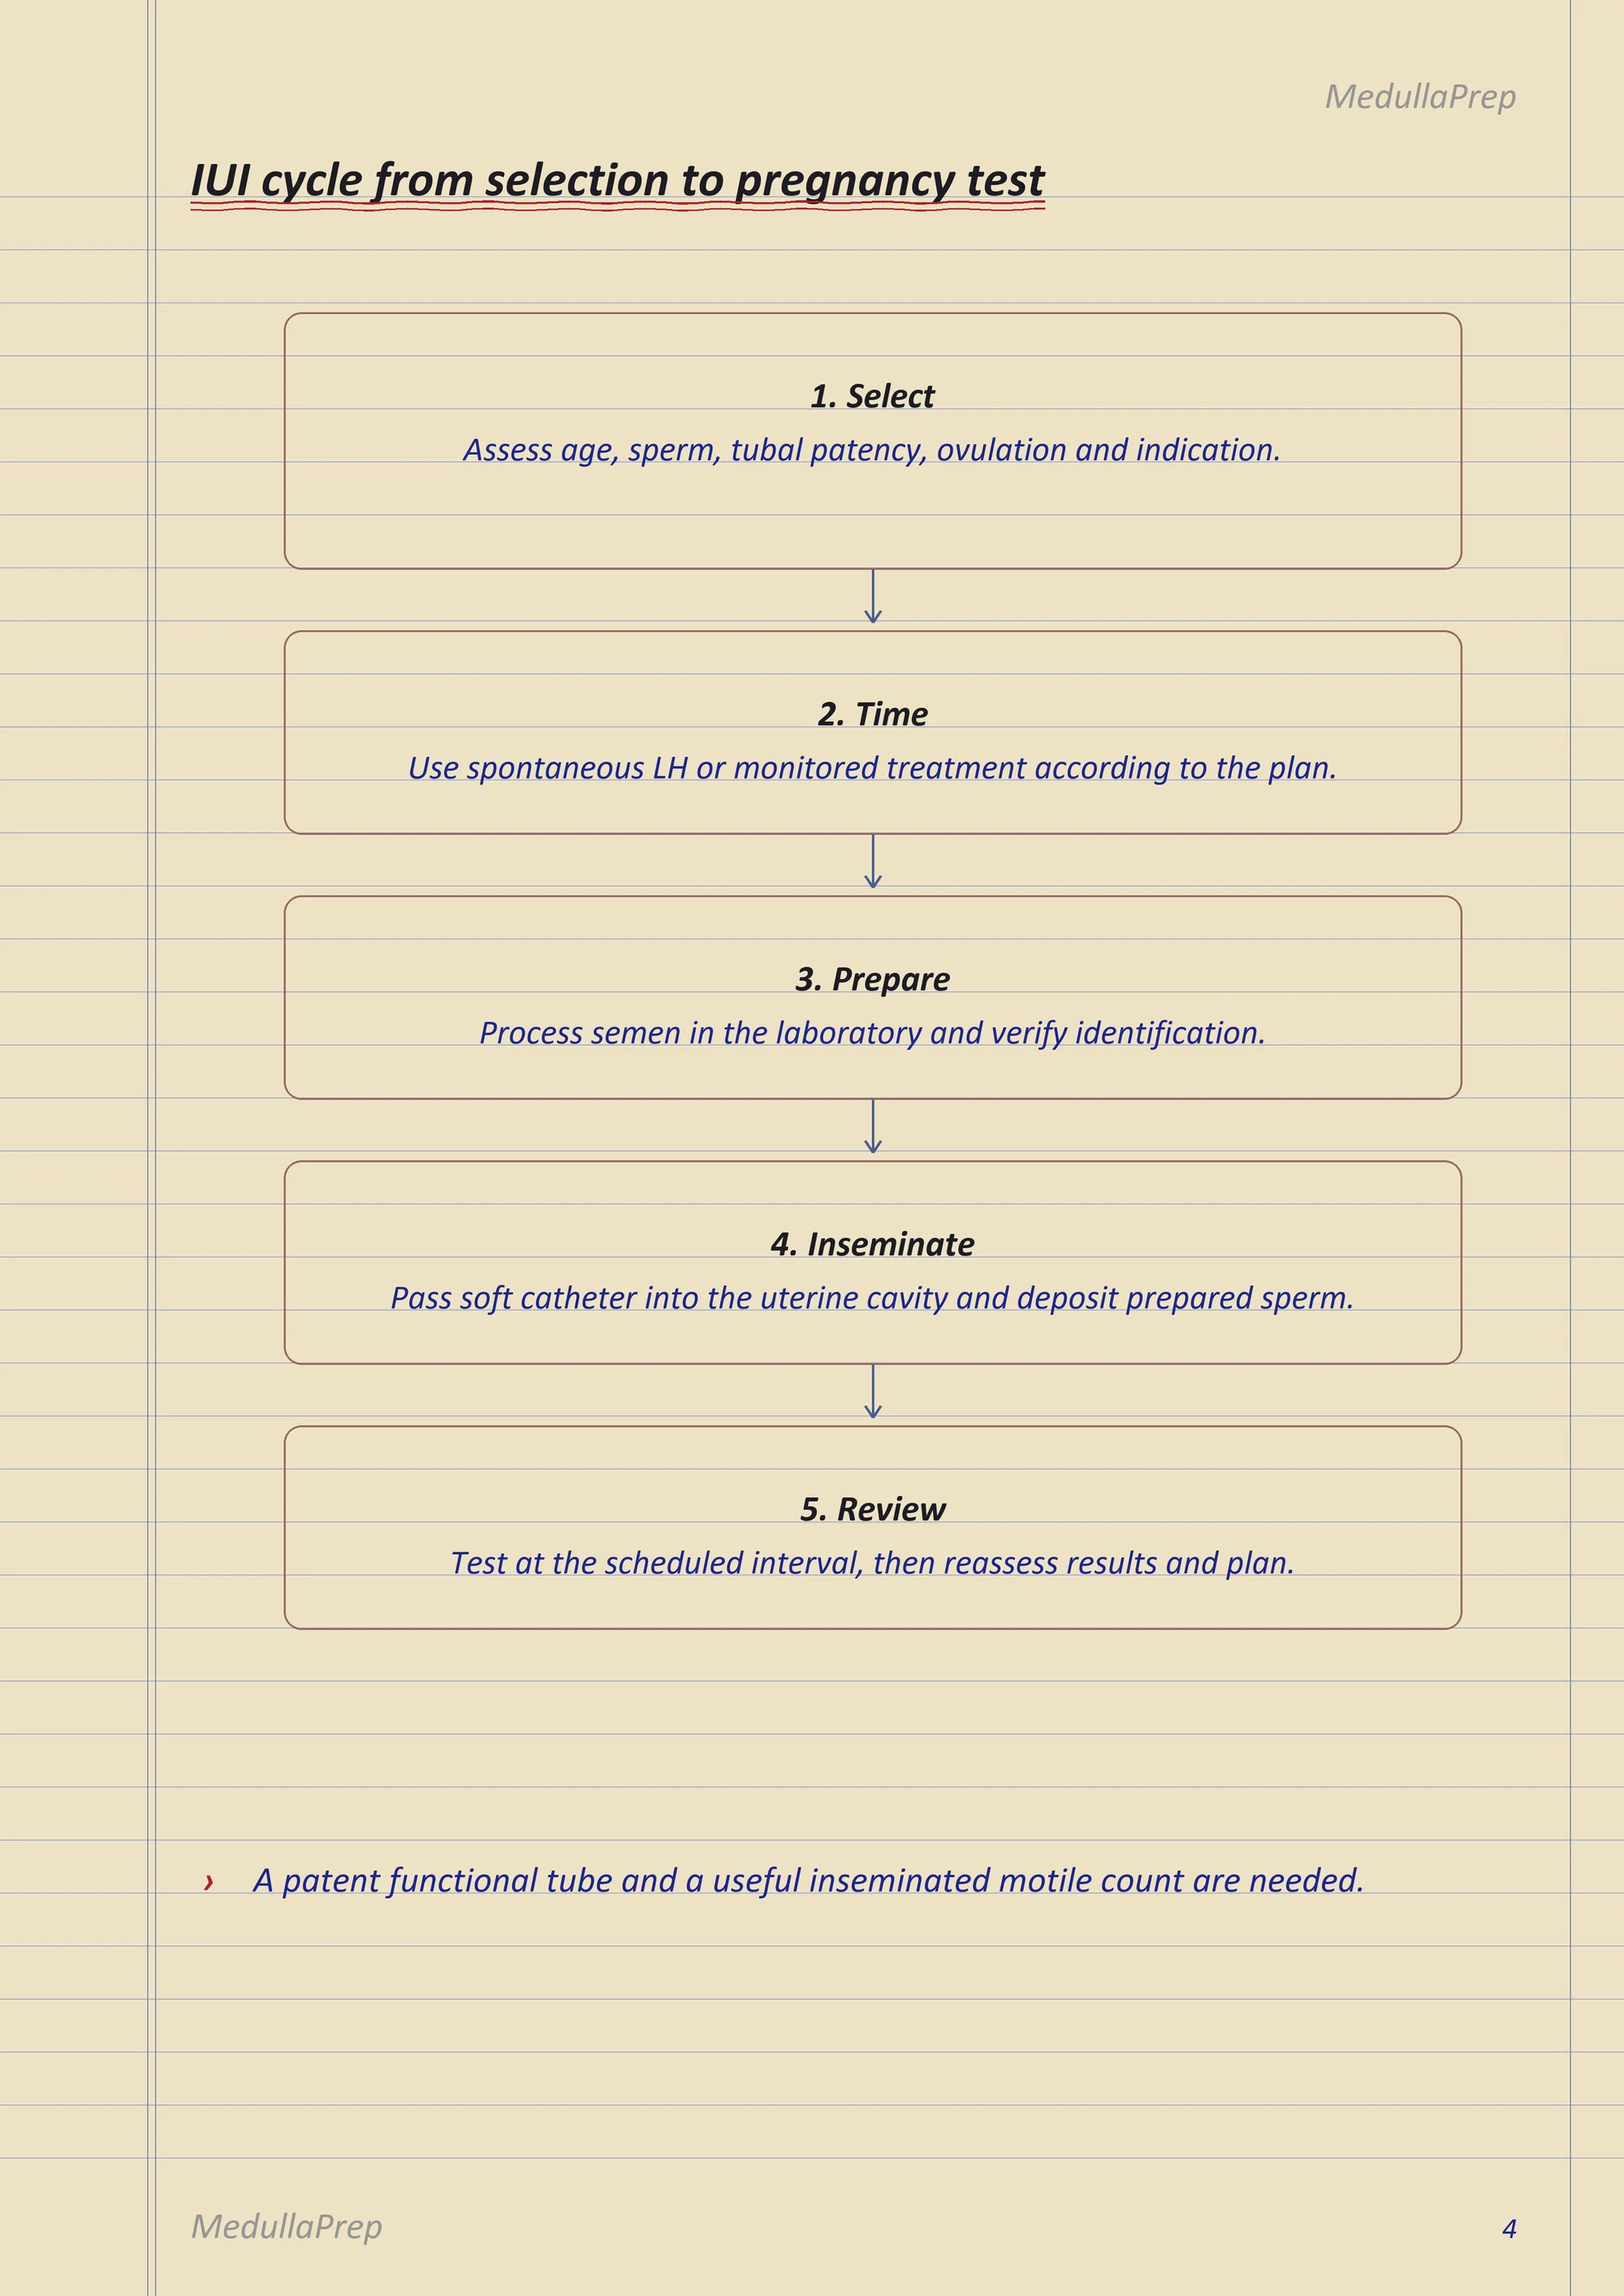 MedullaPrep
IUI cycle from selection to pregnancy test
1. Select
Assess age, sperm, tubal patency, ovulation and indication.
2. Time
Use spontaneous LH or monitored treatment according to the plan.
3. Prepare
Process semen in the laboratory and verify identification.
4. Inseminate
Pass soft catheter into the uterine cavity and deposit prepared sperm.
5. Review
Test at the scheduled interval, then reassess results and plan.
› A patent functional tube and a useful inseminated motile count are needed.
MedullaPrep
4